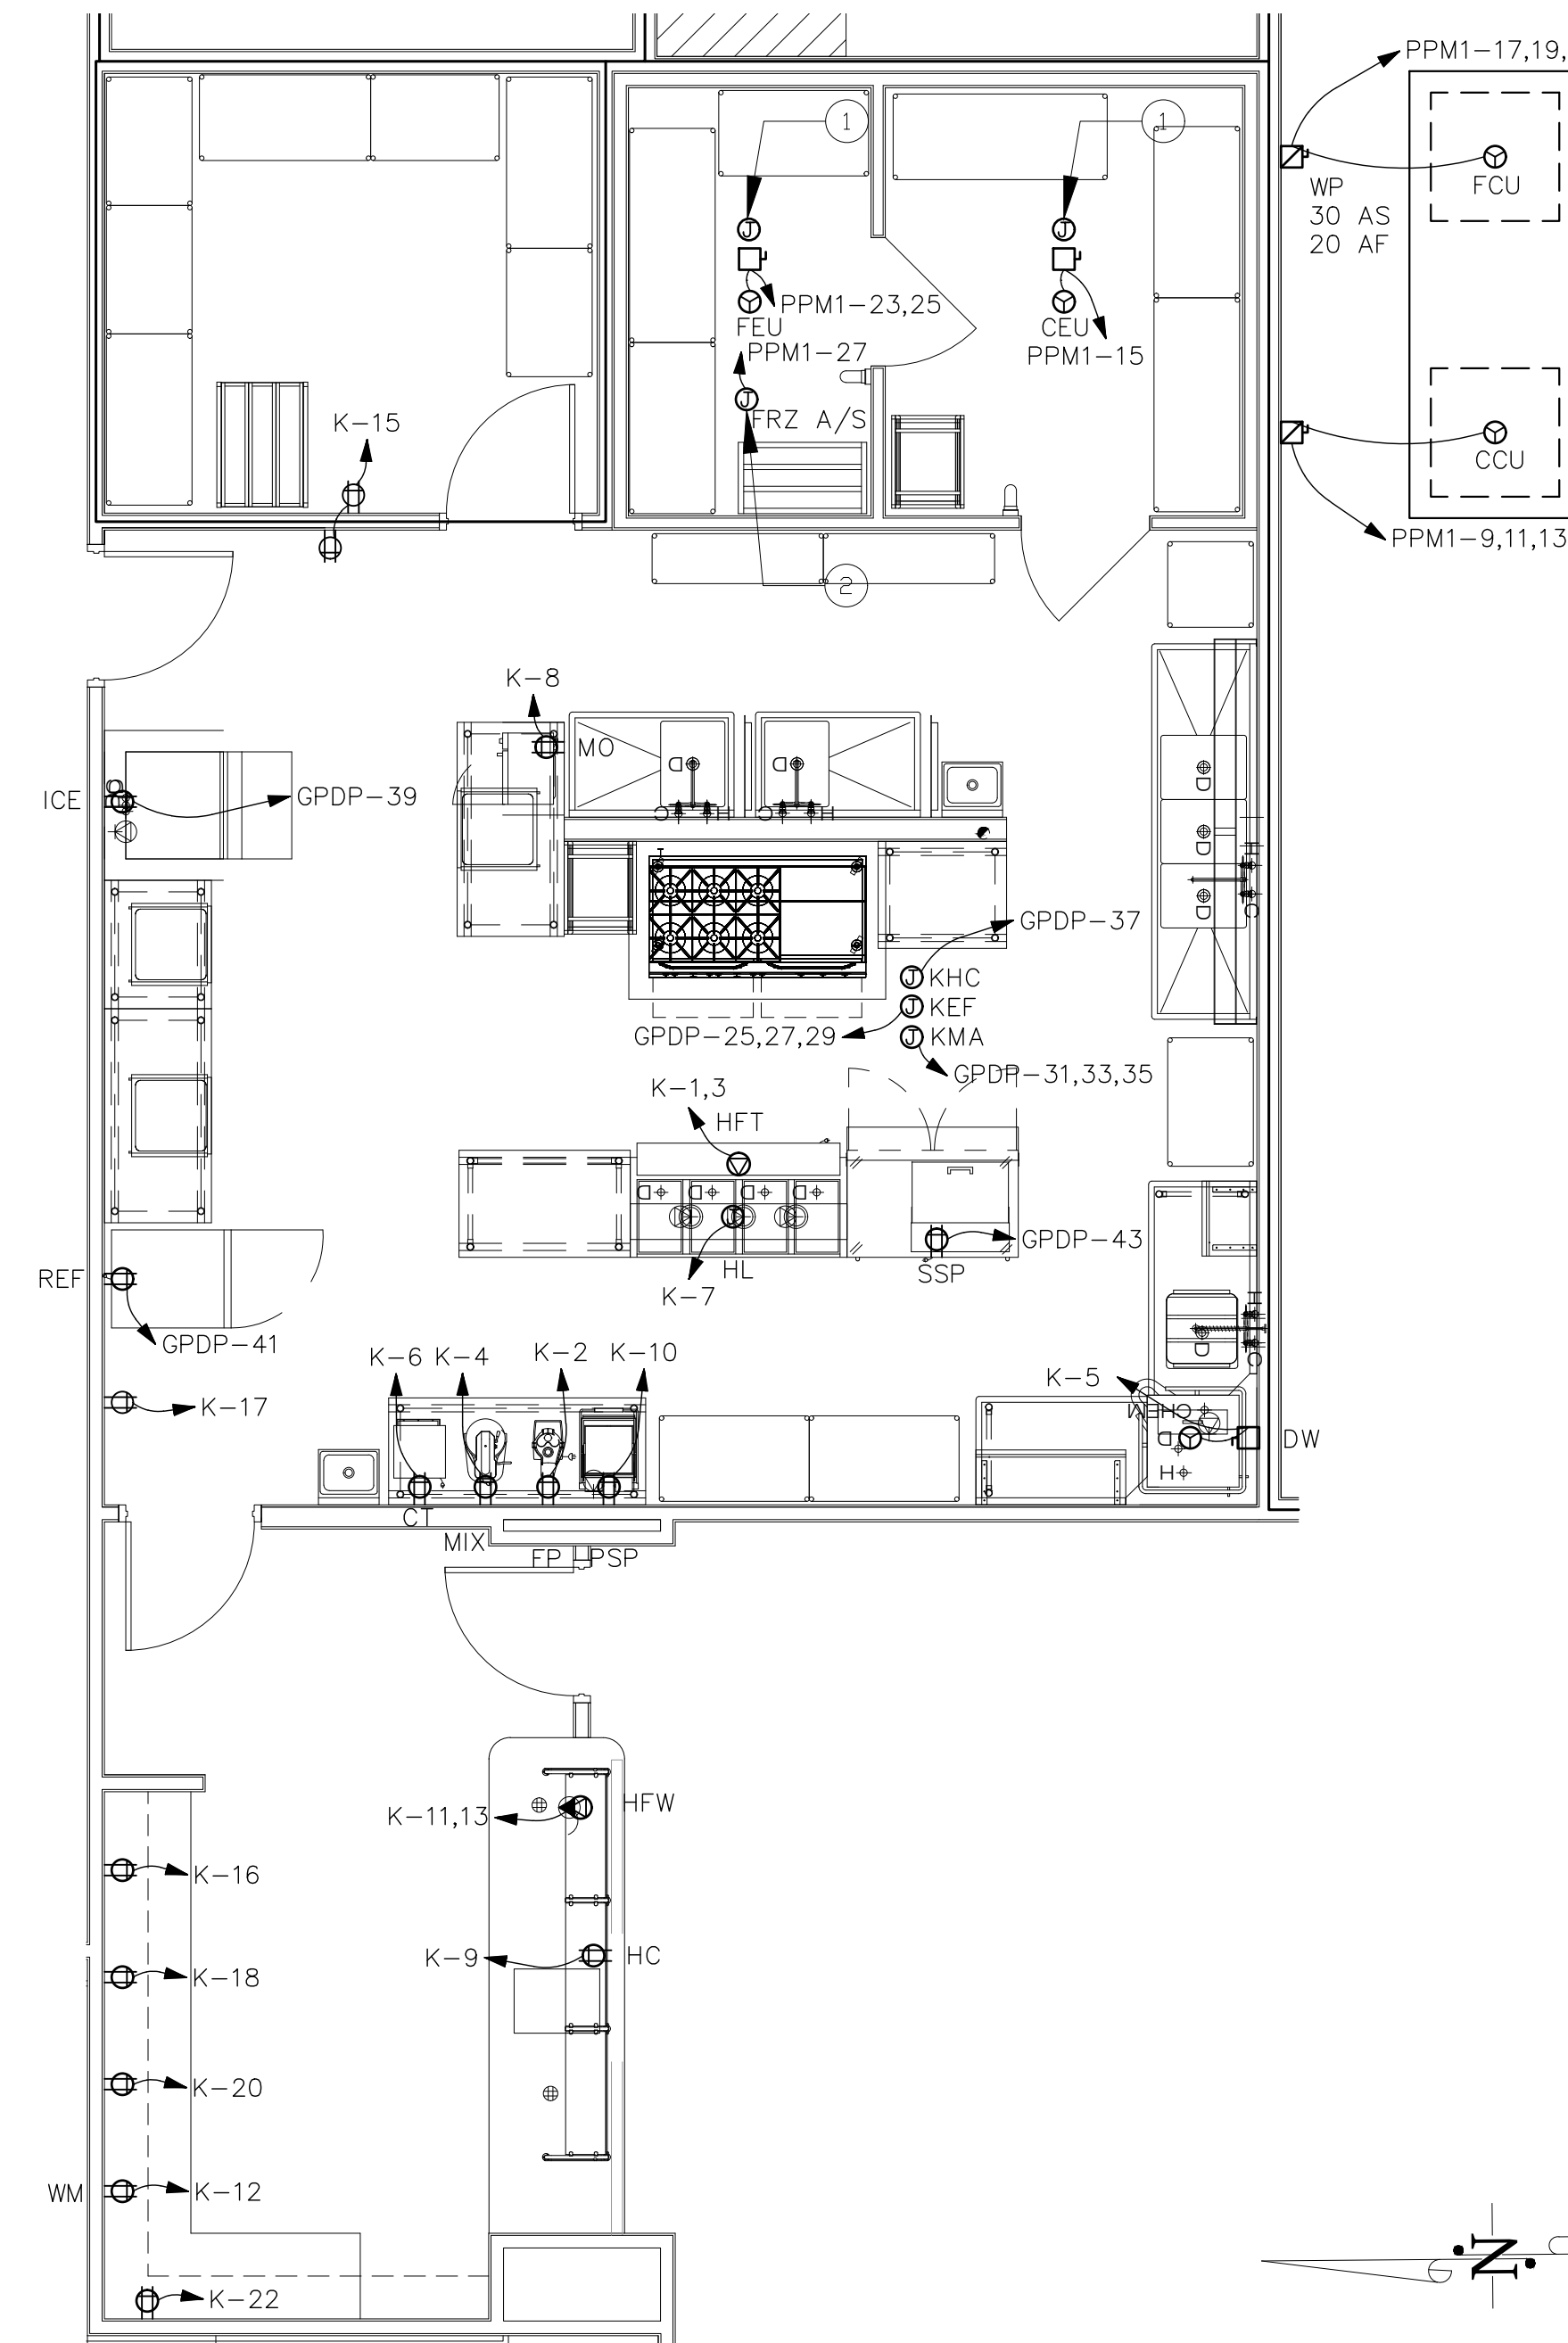 PPM1-17,19,
1
1
FCU
WP
30 AS
20 AF
J
J
PPM1-23,25
FEU
CEU
PPM1-27
PPM1-15
J
FRZ A/S
K-15
CCU
PPM1-9,11,13
2
K-8
MO
D
D
D
ICE
GPDP-39
C
H
C
H
D
H
D
C
GPDP-37
J
KHC
J
KEF
GPDP-25,27,29
J
KMA
GPDP-31,33,35
K-1,3
HFT
D
D
D
D
J
GPDP-43
HL
SSP
K-7
REF
GPDP-41
H
D
C
K-6
K-4
K-2
K-10
K-5
K-17
CHEM
D
DW
H
CT
MIX
FP
PSP
HFW
K-11,13
K-16
K-9
HC
K-18
K-20
WM
K-12
K-22
N